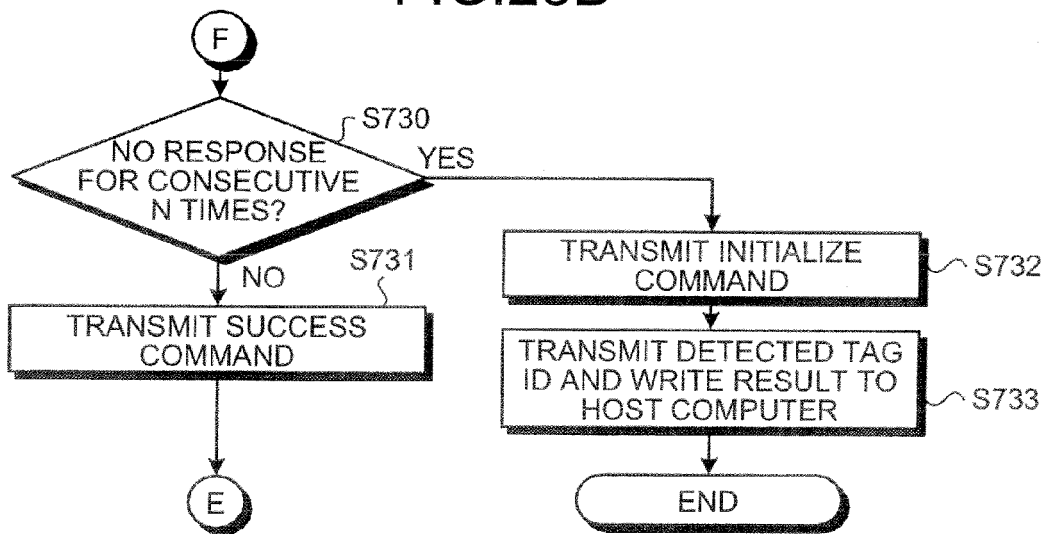 F
NO RESPONSE
FOR CONSECUTIVE
N TIMES?
S730
YES
NO
S731
TRANSMIT SUCCESS
COMMAND
E
TRANSMIT INITIALIZE
COMMAND
S732
TRANSMIT DETECTED TAG
ID AND WRITE RESULT TO
HOST COMPUTER
S733
END